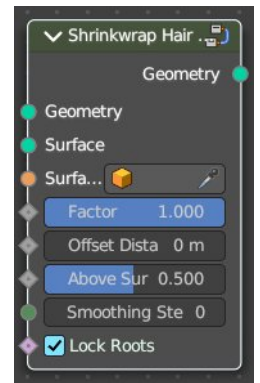 Shrinkwrap Hair ..
Geometry
Geometry
Surface
Surfa...
Factor 1.000
Offset Dista 0 m
Above Sur 0.500
Smoothing Ste 0
Lock Roots